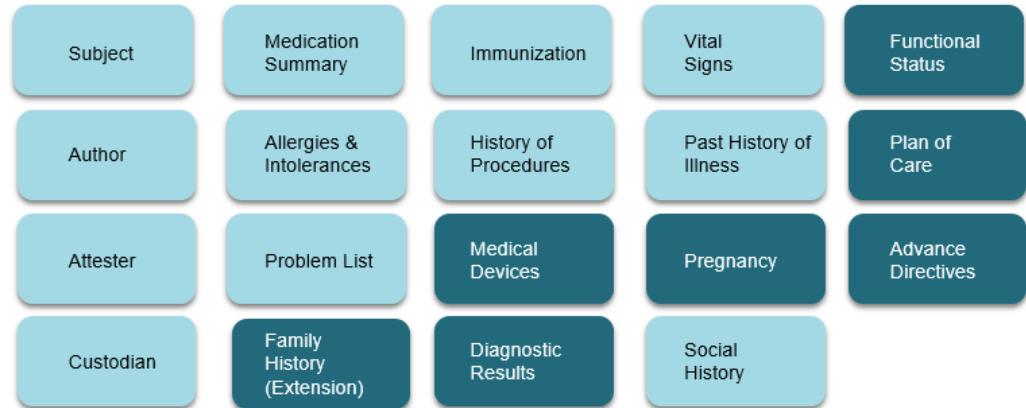 Subject
Medication
Summary
Immunization
Vital
Signs
Functional
Status
Author
Allergies &
Intolerances
History of
Procedures
Past History of
Illness
Plan of
Care
Attester
Problem List
Medical
Devices
Pregnancy
Advance
Directives
Custodian
Family
History
(Extension)
Diagnostic
Results
Social
History